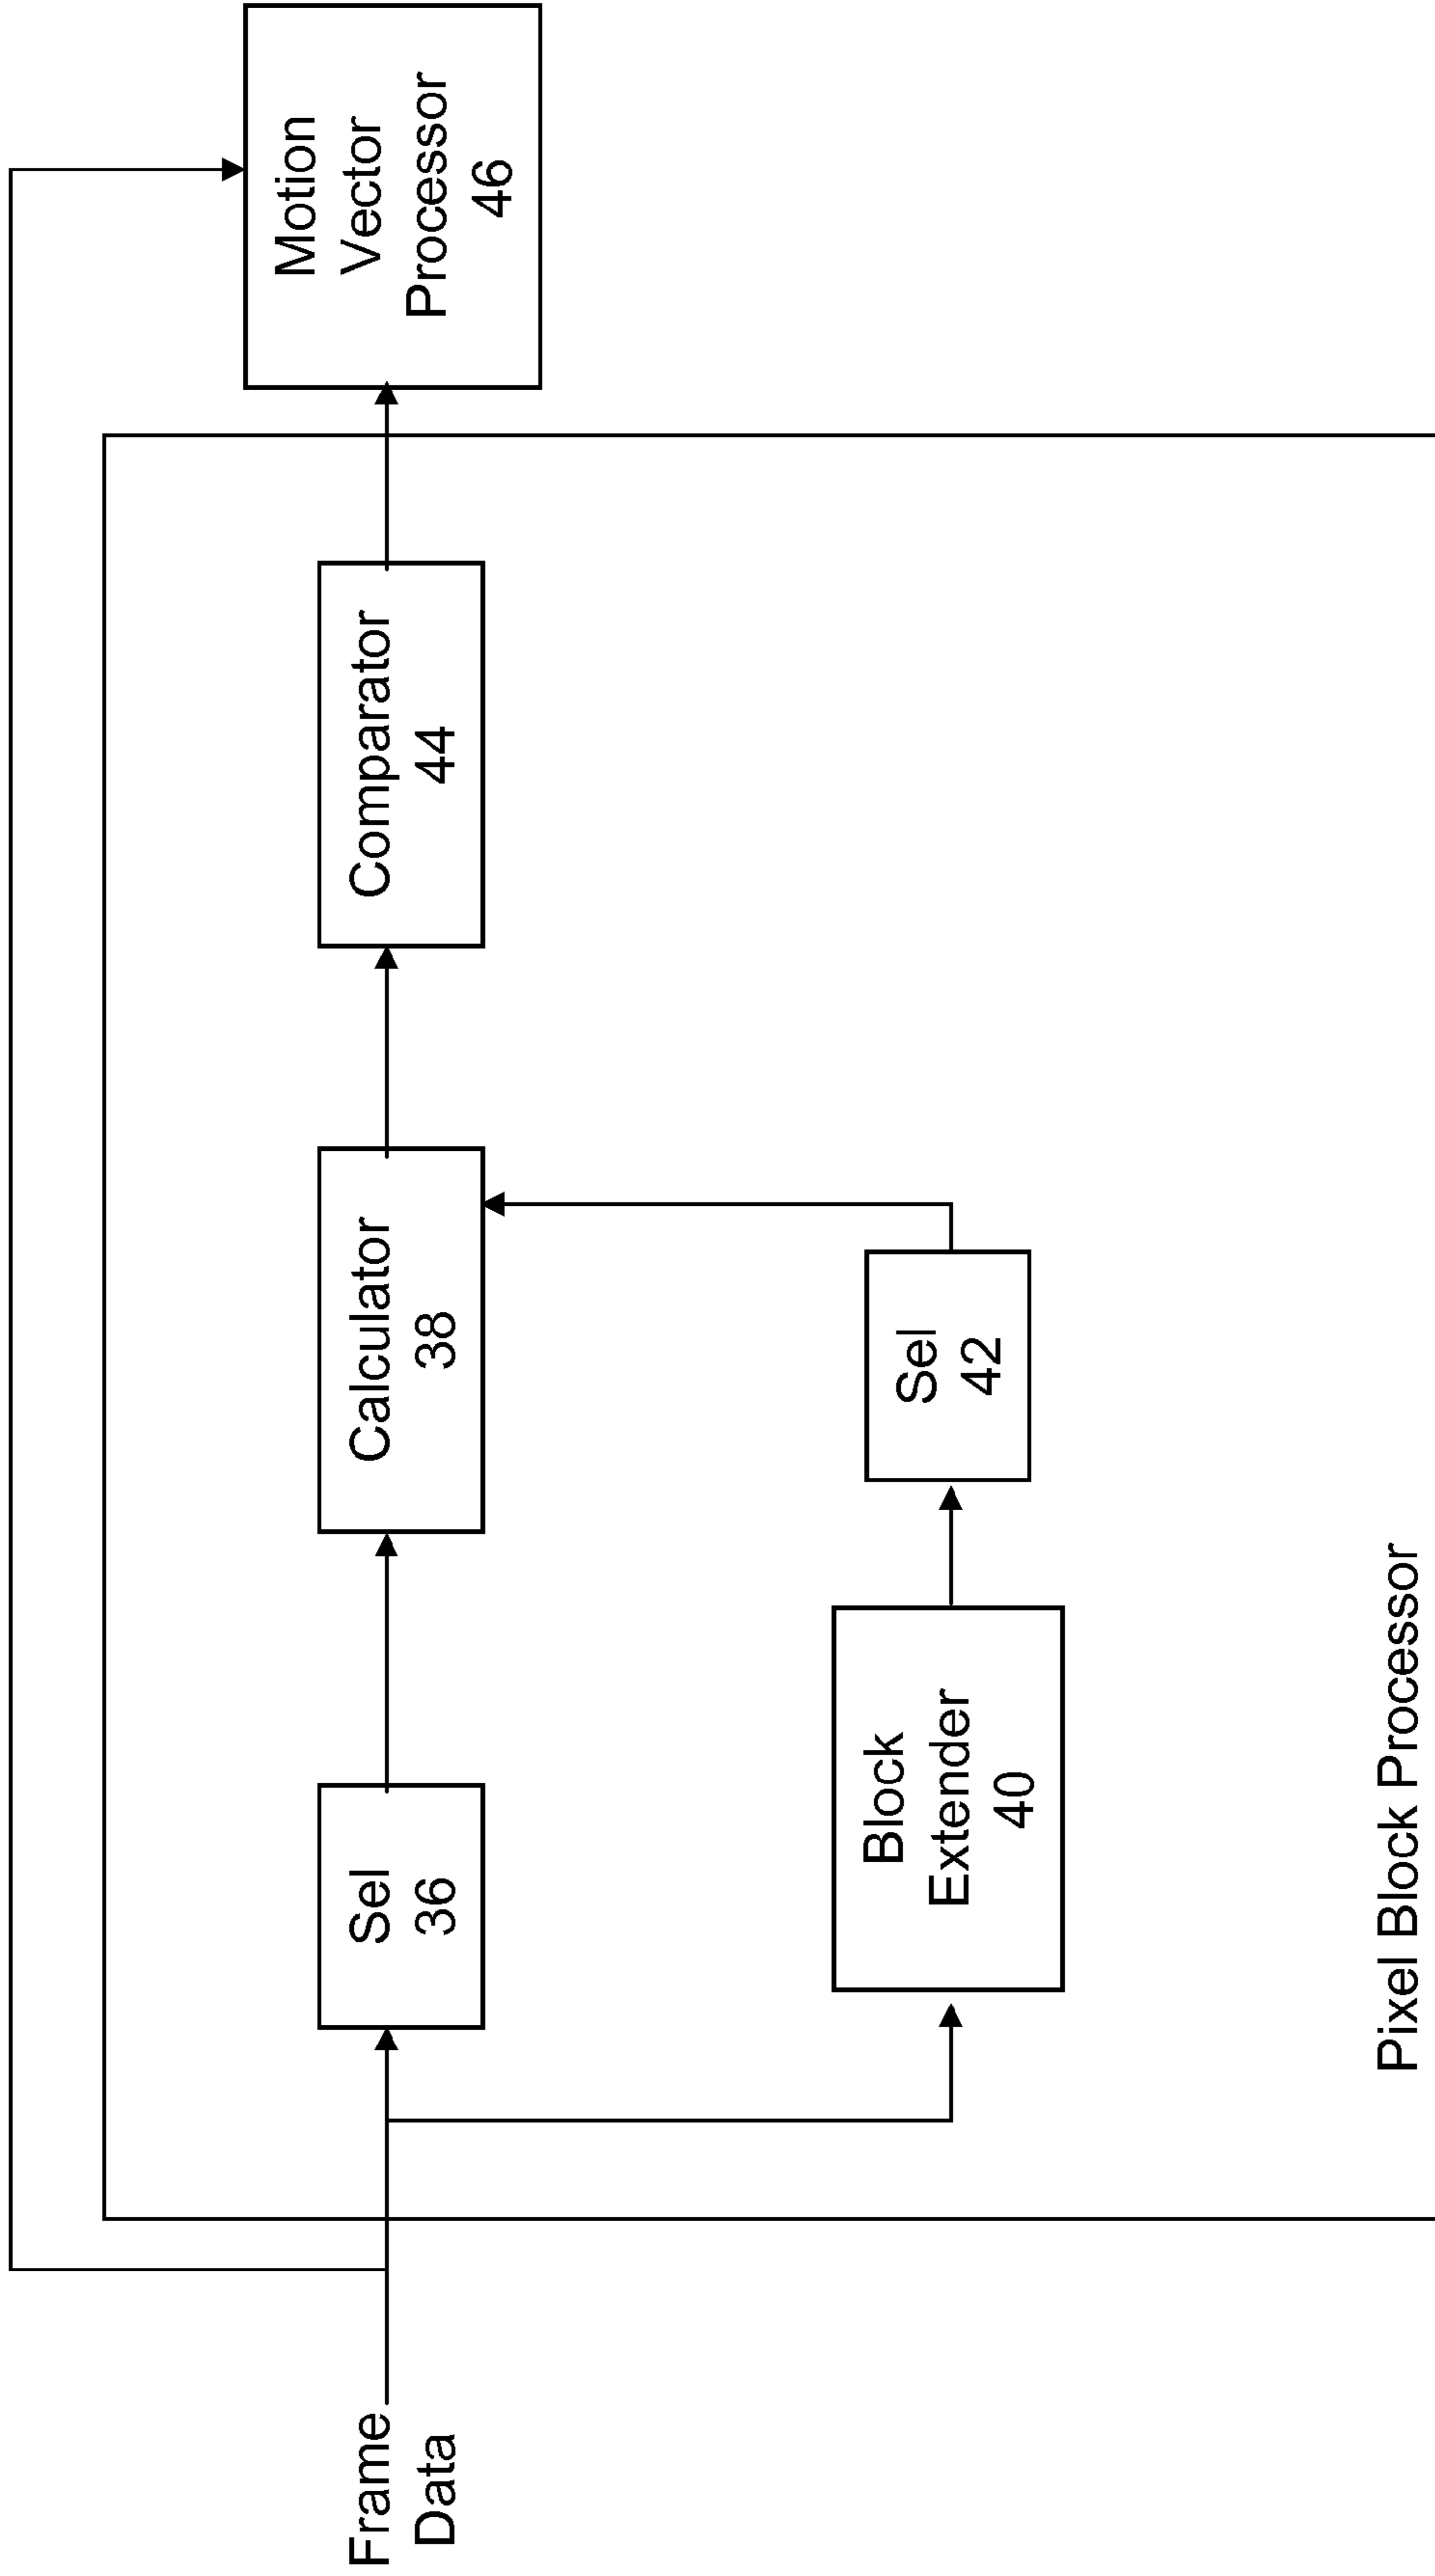 Frame
Data
Sel
36
Calculator
38
Comparator
44
Motion
Vector
Processor
46
Block
Extender
40
Sel
42
Pixel Block Processor